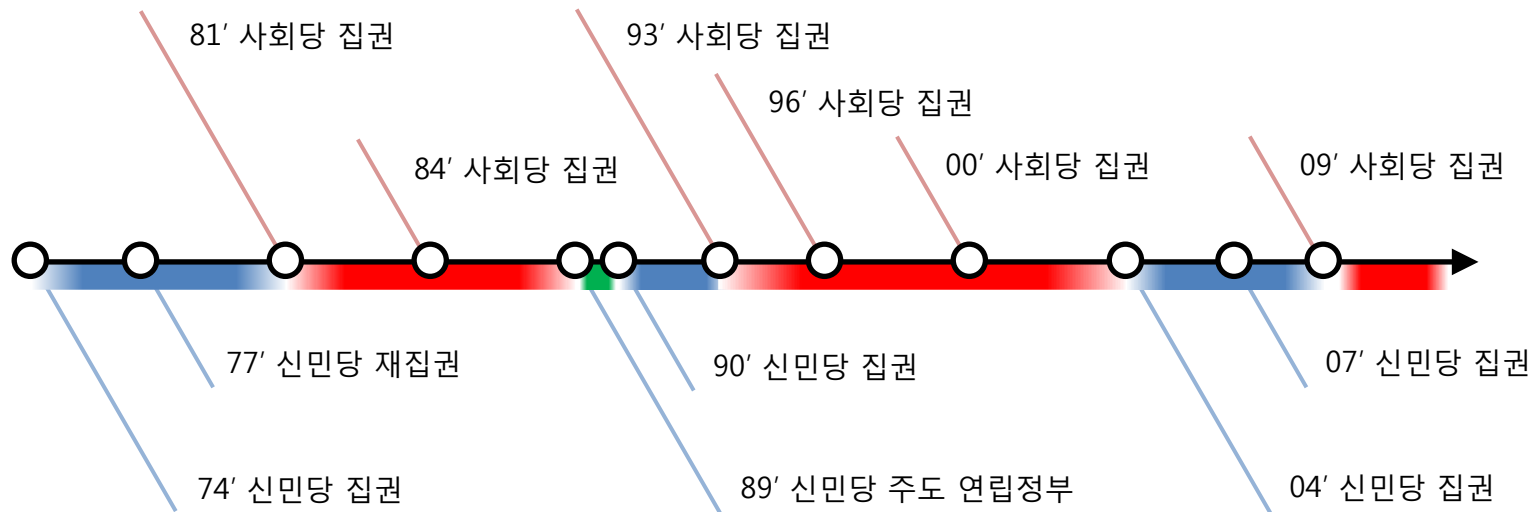 81′ 사회당 집권
93′ 사회당 집권
96′ 사회당 집권
84′ 사회당 집권
00′ 사회당 집권
09′ 사회당 집권
77′ 신민당 재집권
90′ 신민당 집권
07′ 신민당 집권
74′ 신민당 집권
89′ 신민당 주도 연립정부
04′ 신민당 집권